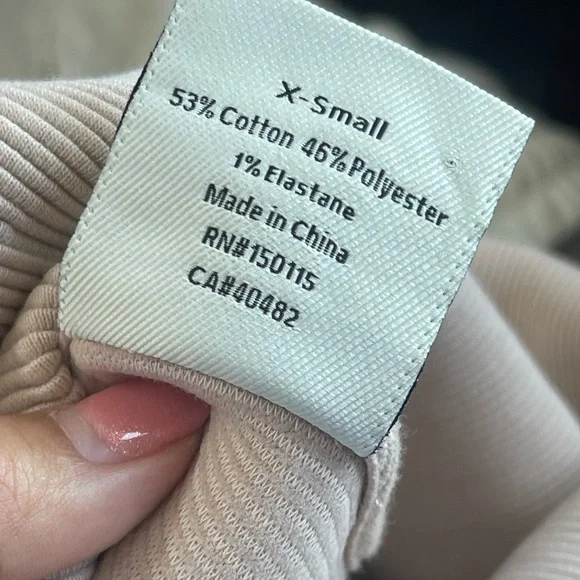 X-Small
53% Cotton 46% Polyester
1% Elastane
Made in China
RN#150115
CA#40482